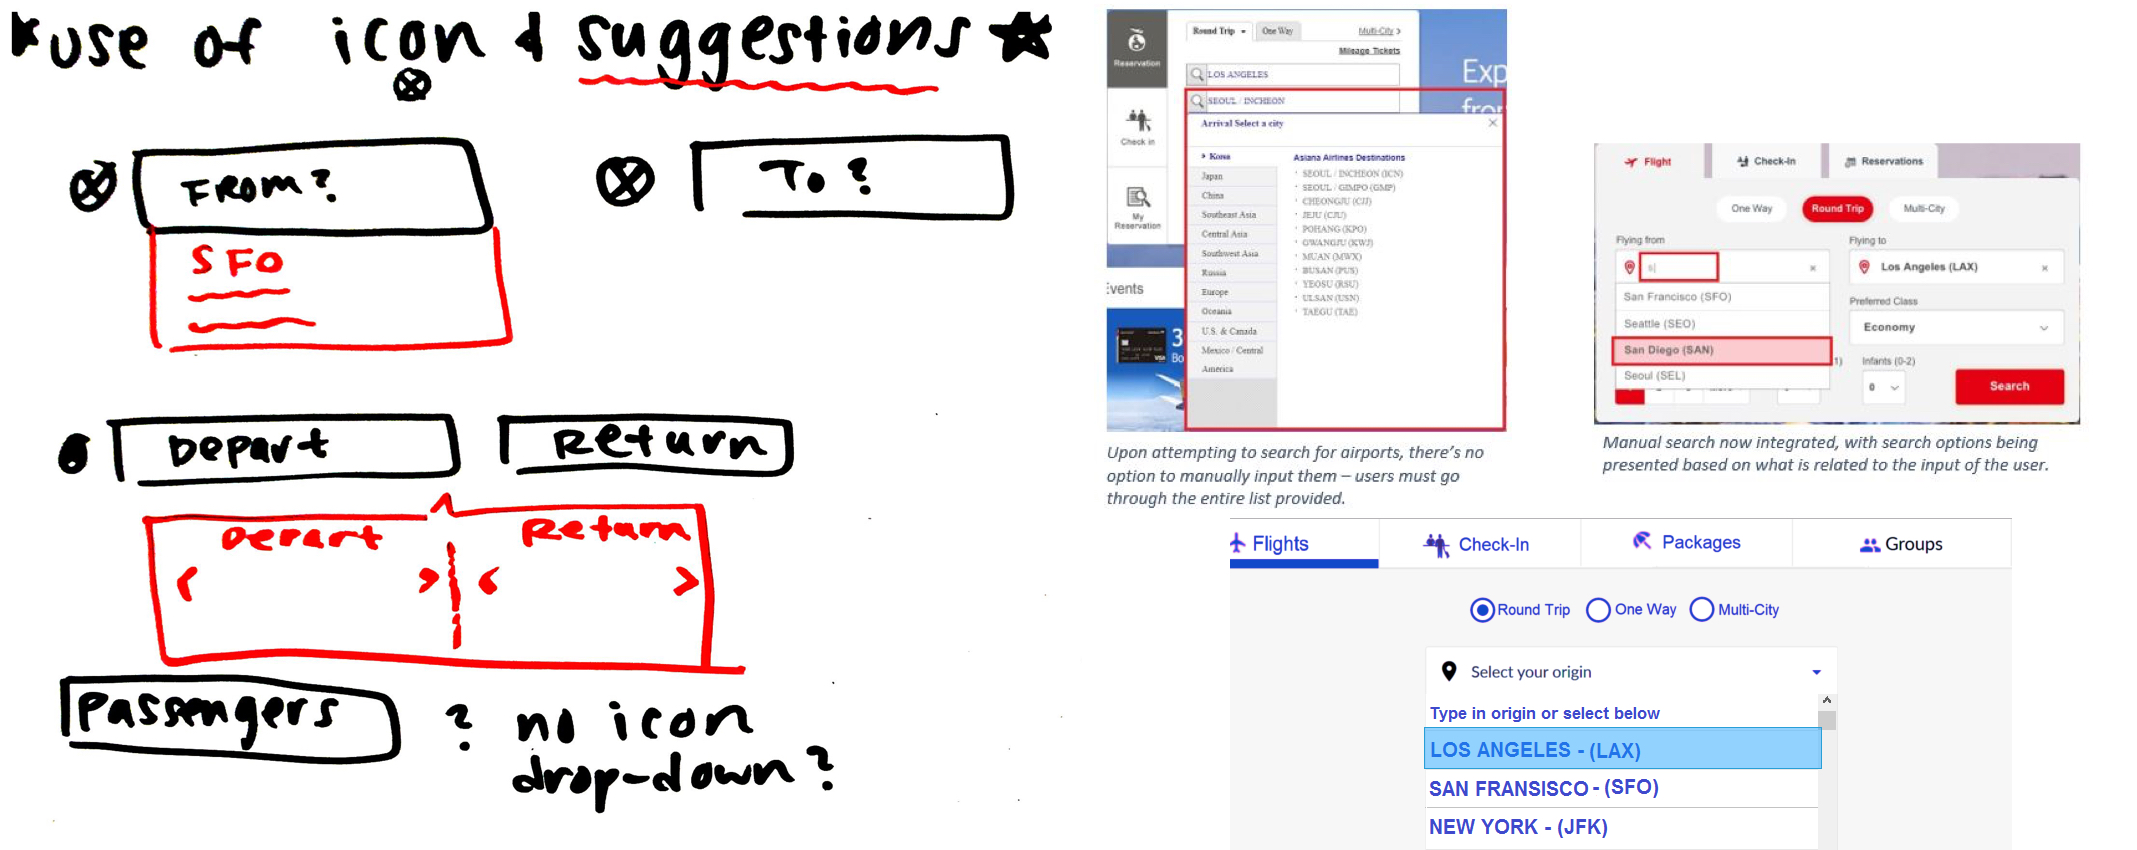 USE OF icon & suggestions
FROM?
TO?
SFO
Depart
Return
Depart
Return
Passengers
? no icon
drop-down?
Reservation
Check in
My
Reservation
Round Trip
One Way
Multi-City >
Mileage Tickets
LOS ANGELES
SEOUL / INCHEON
Arrival Select a city
Korea
Japan
China
Southeast Asia
Central Asia
Southwest Asia
Russia
Europe
Oceania
U.S. & Canada
Mexico / Central
America
Asiana Airlines Destinations
SEOUL / INCHEON (ICN)
SEOUL / GIMPO (GMP)
CHEONGJU (CJJ)
JEJU (CJU)
POHANG (KPO)
GWANGJU (KWJ)
MUAN (MWX)
BUSAN (PUS)
YEOSU (RSU)
ULSAN (USN)
TAEGU (TAE)
Exp
from
Events
3
Bo
VISA
Upon attempting to search for airports, there's no
option to manually input them – users must go
through the entire list provided.
Flight
Check-In
Reservations
One Way
Round Trip
Multi-City
Flying from
Flying to
s
Los Angeles (LAX)
San Francisco (SFO)
Seattle (SEO)
San Diego (SAN)
Seoul (SEL)
Preferred Class
Economy
1)
Infants (0-2)
0
Search
Manual search now integrated, with search options being
presented based on what is related to the input of the user.
Flights
Check-In
Packages
Groups
Round Trip
One Way
Multi-City
Select your origin
Type in origin or select below
LOS ANGELES - (LAX)
SAN FRANSISCO - (SFO)
NEW YORK - (JFK)